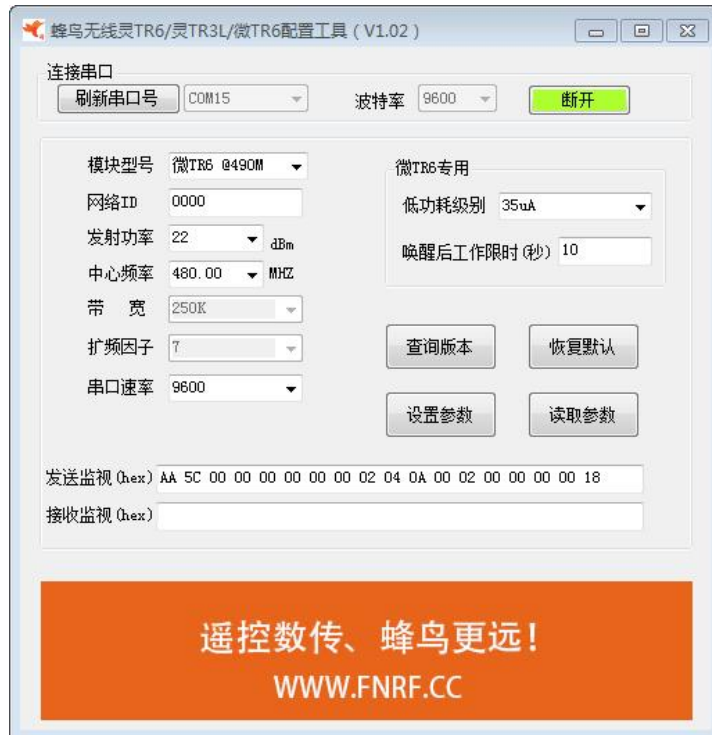 蜂鸟无线灵TR6/灵TR3L/微TR6配置工具（V1.02）
连接串口
刷新串口号 COM15 波特率 9600 断开
模块型号 微TR6 @490M
网络ID 0000
发射功率 22 dBm
中心频率 480.00 MHZ
带 宽 250K
扩频因子 7
串口速率 9600
微TR6专用
低功耗级别 35uA
唤醒后工作限时(秒) 10
查询版本 恢复默认
设置参数 读取参数
发送监视(hex) AA 5C 00 00 00 00 00 00 02 04 0A 00 02 00 00 00 00 18
接收监视(hex)
遥控数传、蜂鸟更远！
WWW.FNRF.CC